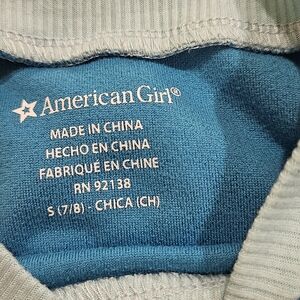 American Girl®
MADE IN CHINA
HECHO EN CHINA
FABRIQUÉ EN CHINE
RN 92138
S (7/8) - CHICA (CH)